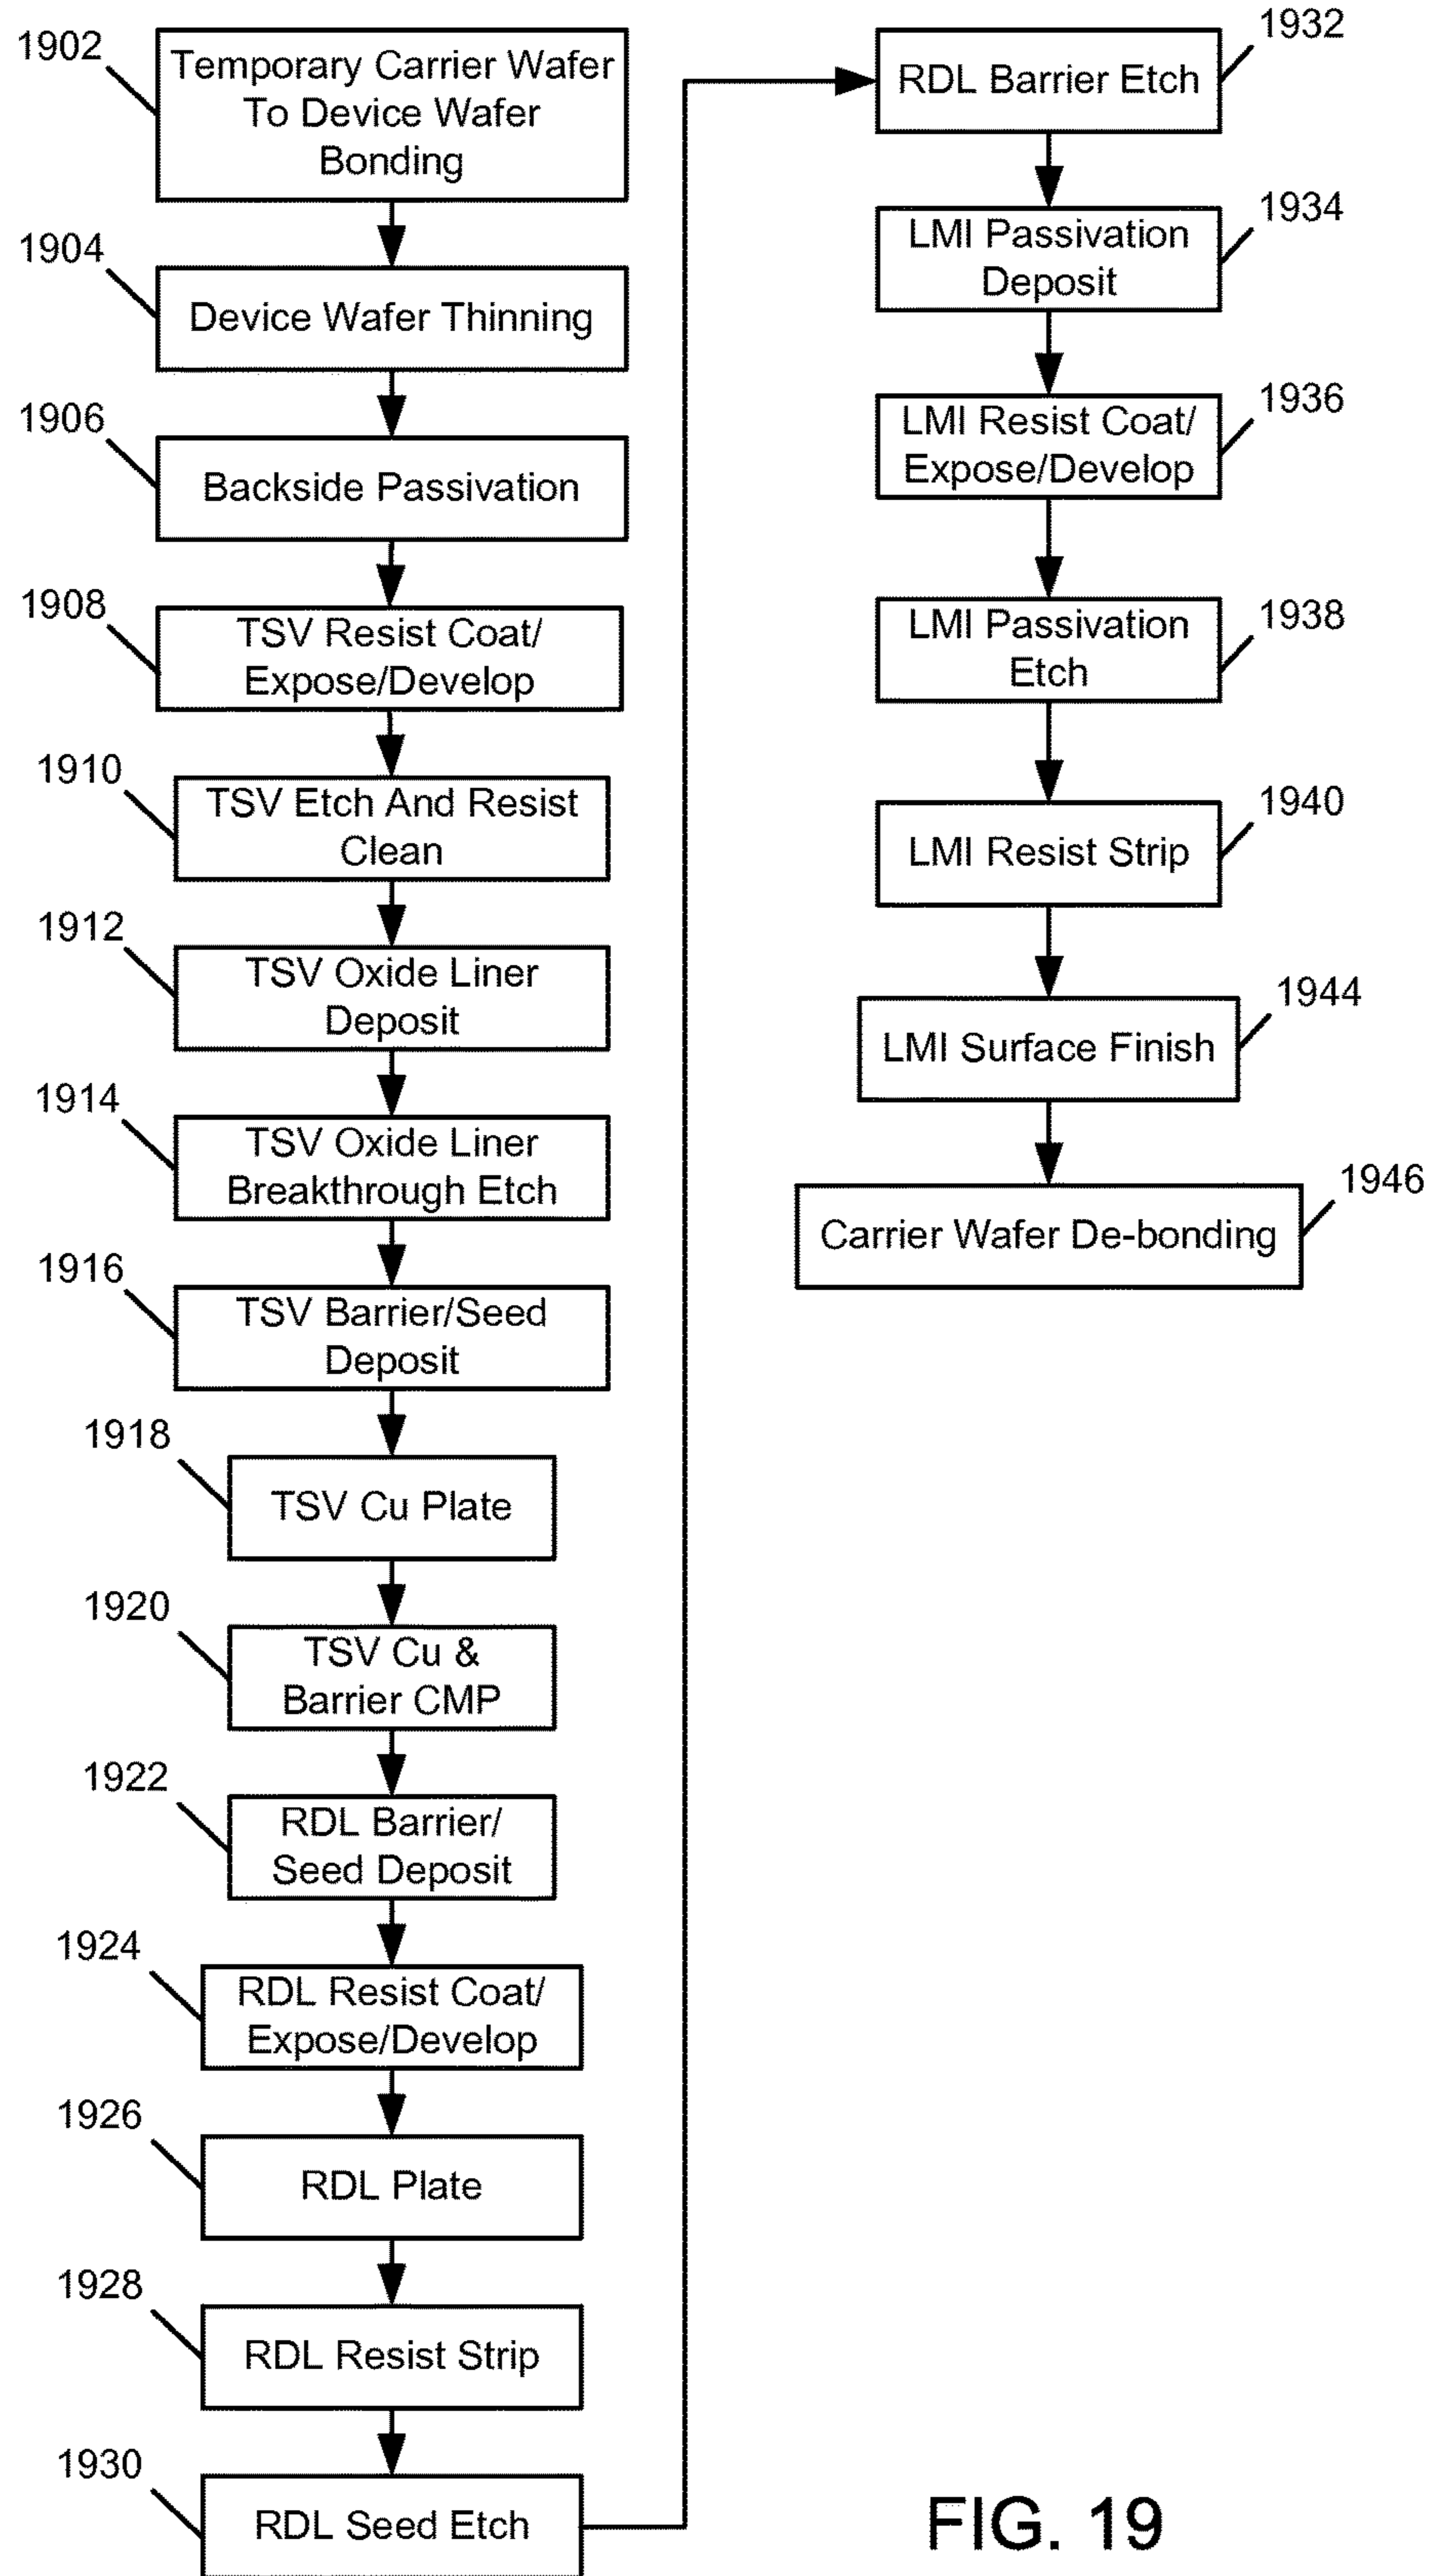 1902
Temporary Carrier Wafer
To Device Wafer
Bonding
1904
Device Wafer Thinning
1906
Backside Passivation
1908
TSV Resist Coat/
Expose/Develop
1910
TSV Etch And Resist
Clean
1912
TSV Oxide Liner
Deposit
1914
TSV Oxide Liner
Breakthrough Etch
1916
TSV Barrier/Seed
Deposit
1918
TSV Cu Plate
1920
TSV Cu &
Barrier CMP
1922
RDL Barrier/
Seed Deposit
1924
RDL Resist Coat/
Expose/Develop
1926
RDL Plate
1928
RDL Resist Strip
1930
RDL Seed Etch
1932
RDL Barrier Etch
1934
LMI Passivation
Deposit
1936
LMI Resist Coat/
Expose/Develop
1938
LMI Passivation
Etch
1940
LMI Resist Strip
1944
LMI Surface Finish
1946
Carrier Wafer De-bonding
FIG. 19